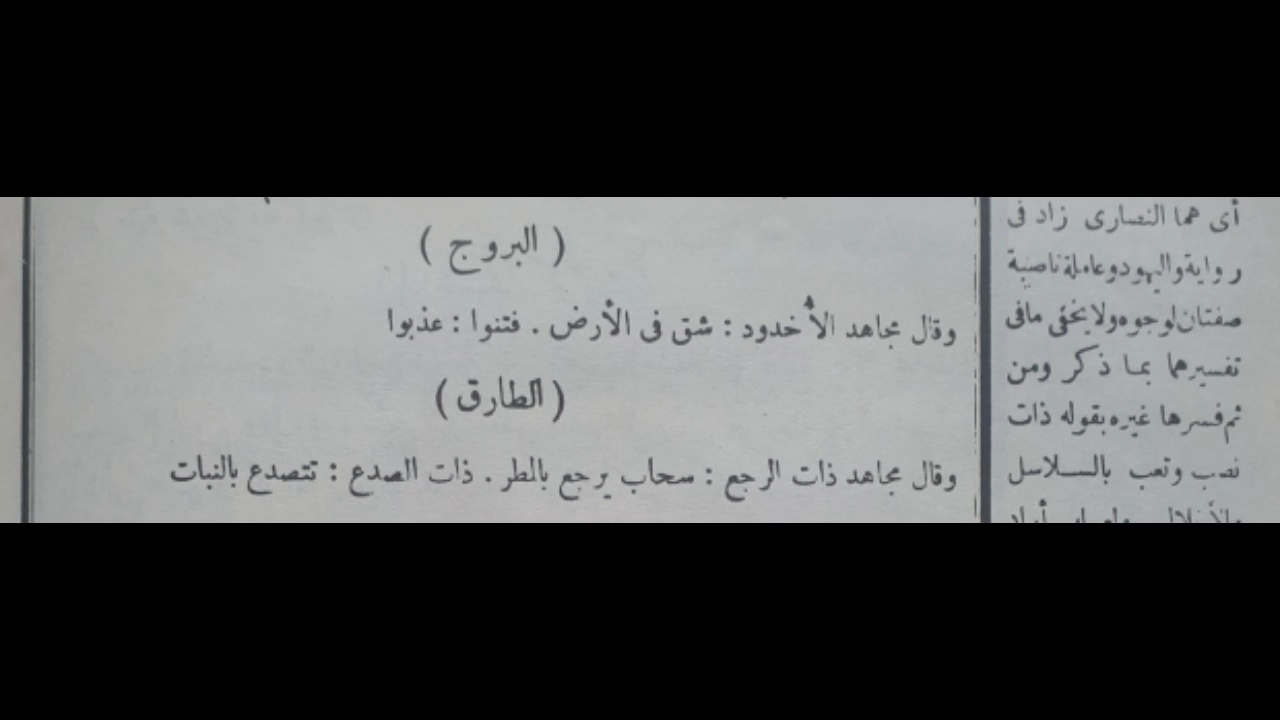 ( البروج )
وقال مجاهد الأخدود : شق فى الأرض . فتنوا : عذبوا
( الطارق )
وقال مجاهد ذات الرجع : سحاب يرجع بالمطر . ذات الصدع : تتصدع بالنبات
أى هما النصارى زاد فى
رواية واليهود وعاملة ناصبة
صفتان لوجوه ولا يخفى مافى
تفسيرهما بما ذكر ومن
ثم فسرها غيره بقوله ذات
نصب وتعب بالسلاسل